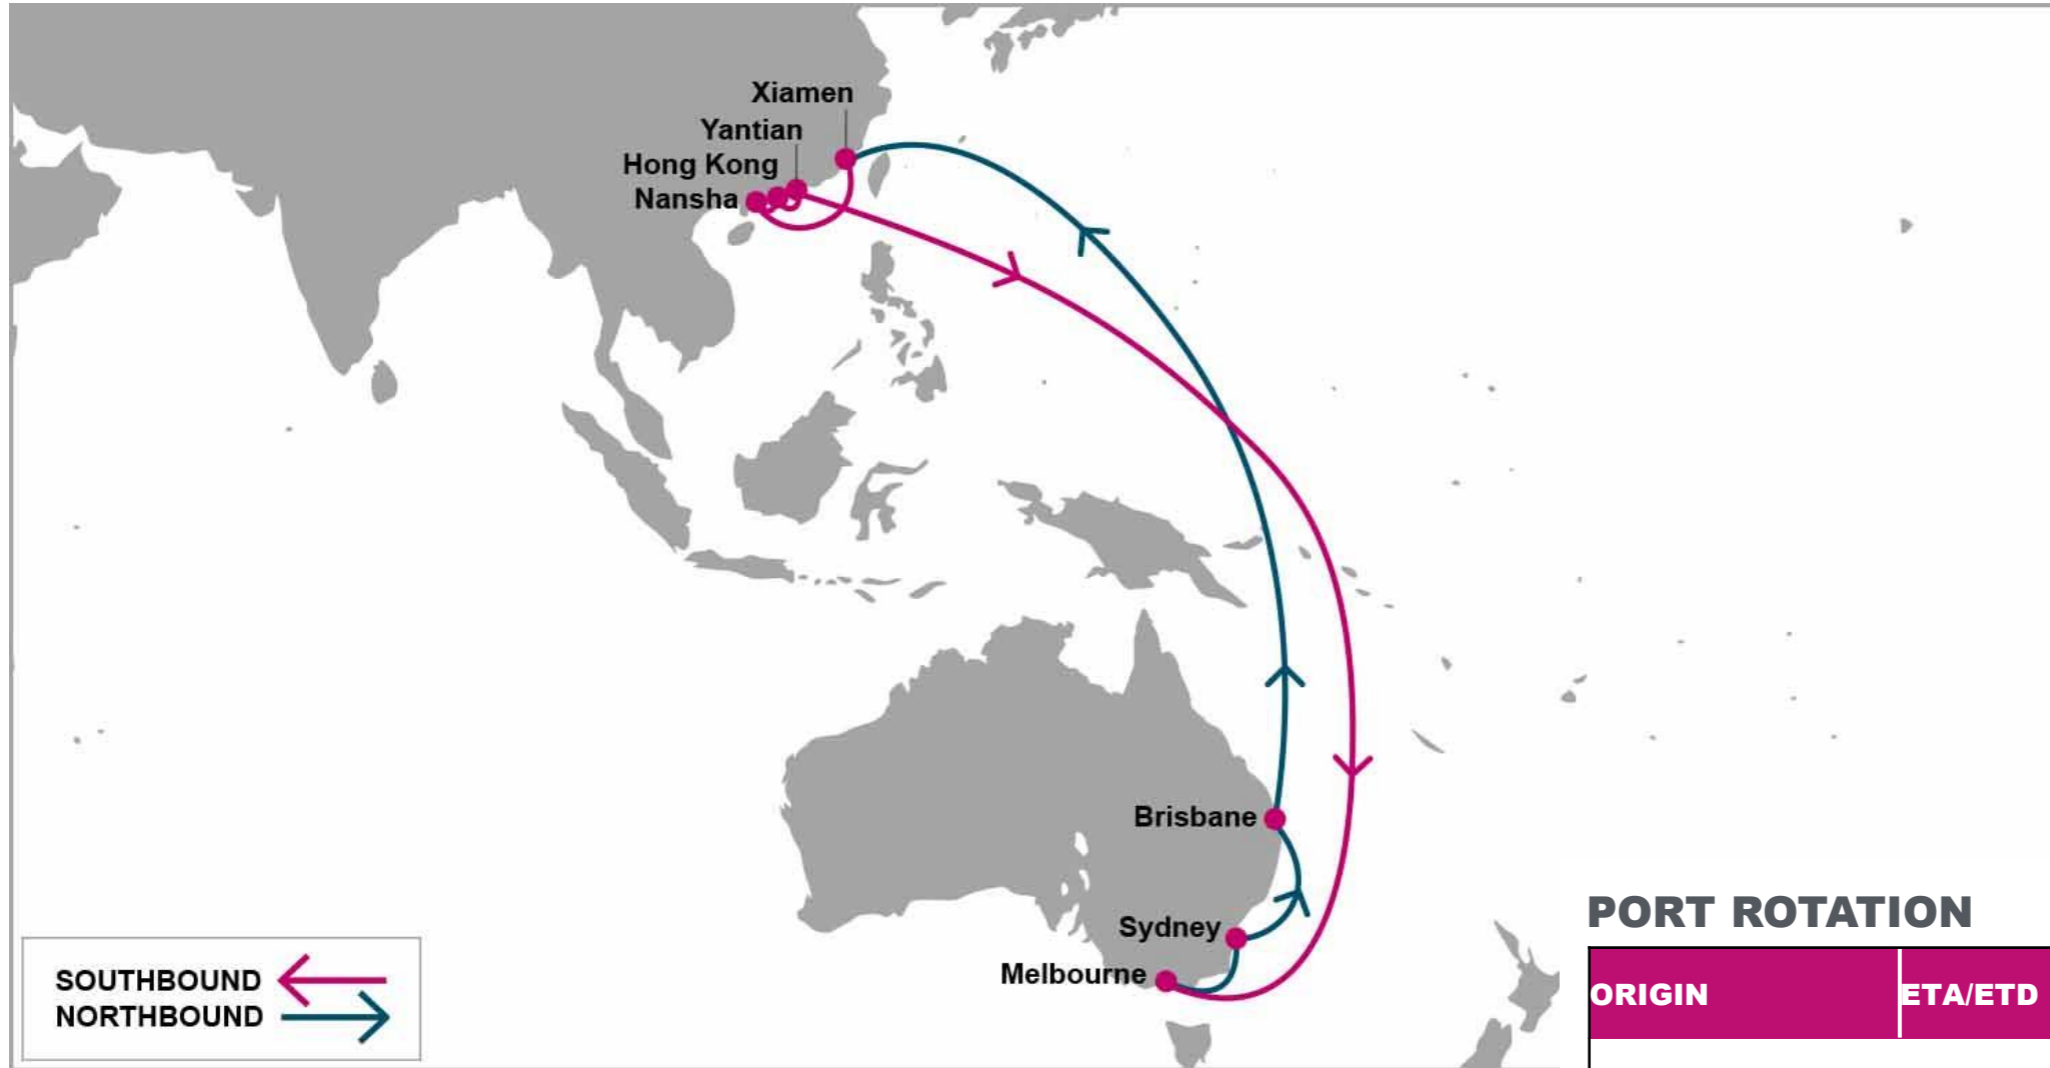 Xiamen
Yantian
Hong Kong
Nansha
Brisbane
Sydney
Melbourne
SOUTHBOUND
NORTHBOUND
PORT ROTATION
ORIGIN
ETA/ETD